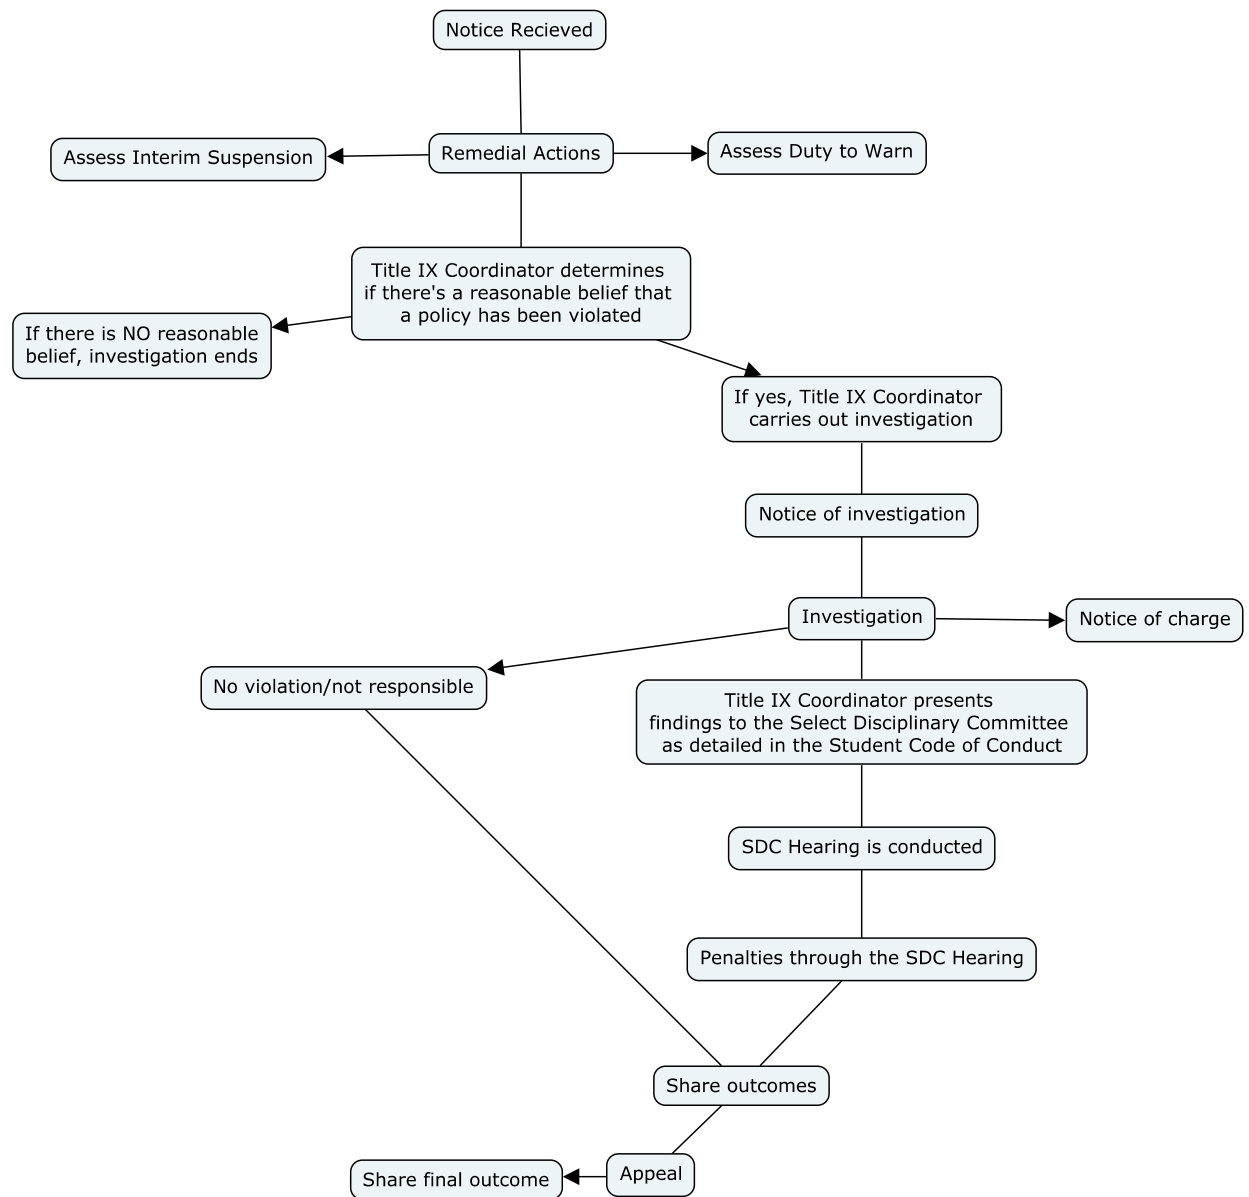 Notice Recieved
Assess Interim Suspension
Remedial Actions
Assess Duty to Warn
Title IX Coordinator determines
if there's a reasonable belief that
a policy has been violated
If there is NO reasonable
belief, investigation ends
If yes, Title IX Coordinator
carries out investigation
Notice of investigation
Investigation
Notice of charge
No violation/not responsible
Title IX Coordinator presents
findings to the Select Disciplinary Committee
as detailed in the Student Code of Conduct
SDC Hearing is conducted
Penalties through the SDC Hearing
Share outcomes
Appeal
Share final outcome